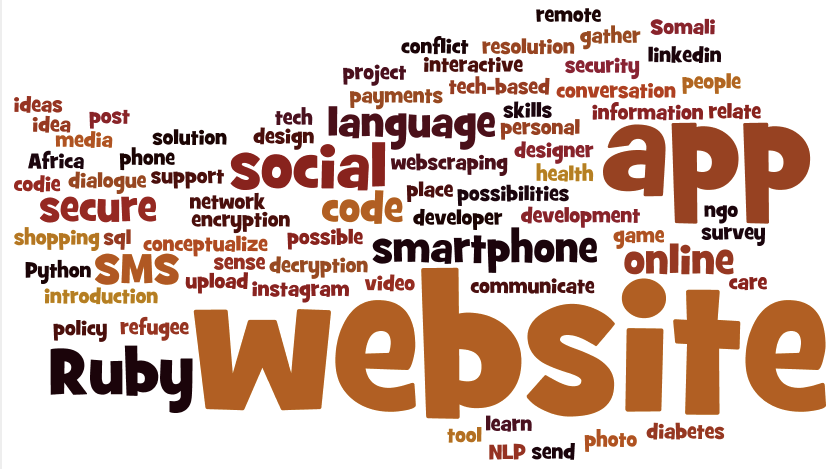 remote
gather
Somali
conflict resolution
linkedin
project interactive security
tech-based conversation people
payments
ideas
post
tech
language
skills
information relate
idea
media
solution
design
personal
app
Africa
phone
social
webscraping
designer
codie dialogue support
health
secure
network
encryption
code
place possibilities
developer development
ngo
survey
shopping sql conceptualize possible
smartphone
game
online
Python SMS
sense decryption
care
introduction
upload instagram video
communicate
policy refugee
website
Ruby
tool learn
NLP send photo diabetes